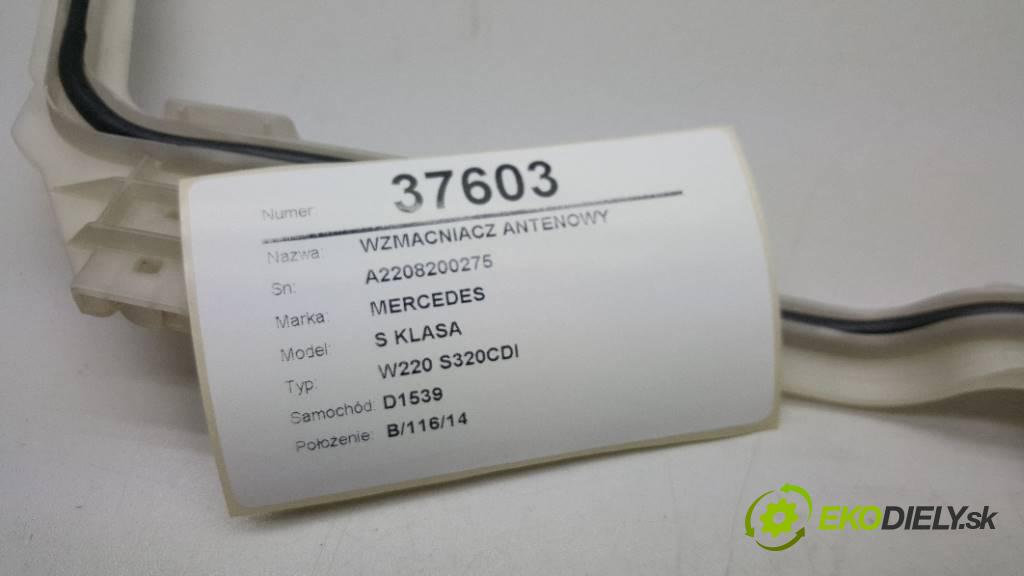 Numer: 37603
Nazwa: WZMACNIACZ ANTENOWY
Sn: A2208200275
Marka: MERCEDES
Model: S KLASA
Typ: W220 S320CDI
Samochód: D1539
Położenie: B/116/14
EKODIELY.sk